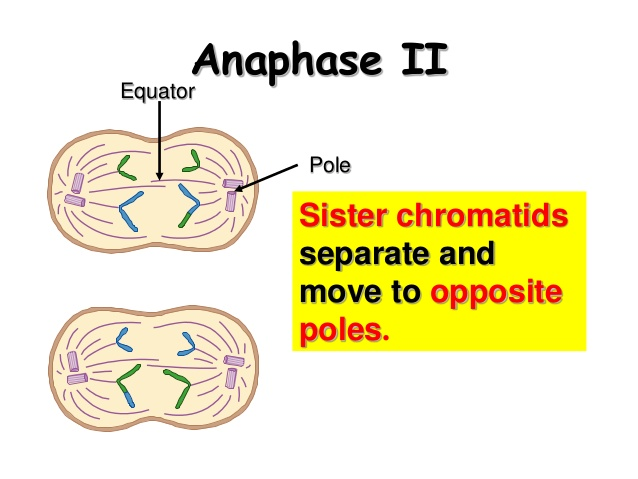 Anaphase II
Equator
Pole
Sister chromatids
separate and
move to opposite
poles.